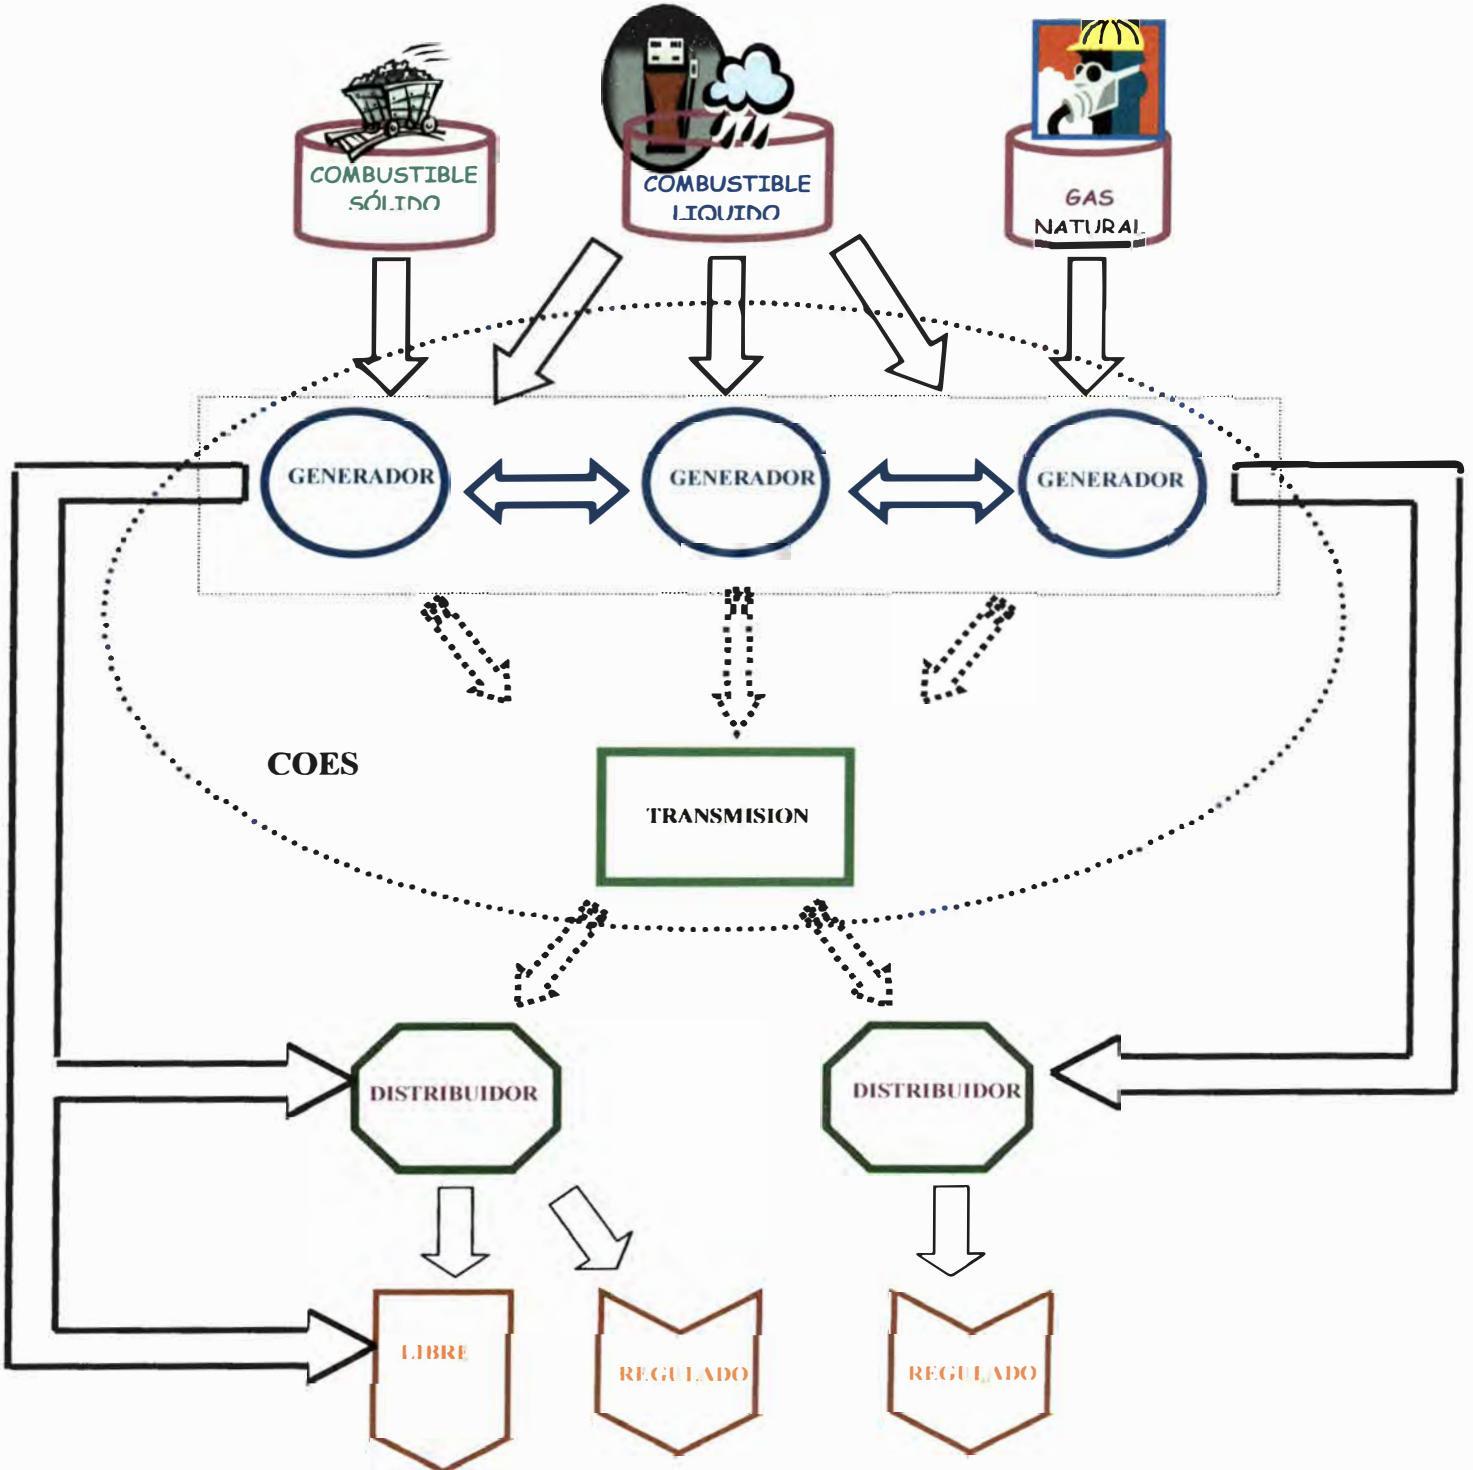 COMBUSTIBLE
SÓLIDO
COMBUSTIBLE
LIQUIDO
GAS
NATURAL
GENERADOR
GENERADOR
GENERADOR
COES
TRANSMISION
DISTRIBUIDOR
DISTRIBUIDOR
LIBRE
REGULADO
REGULADO